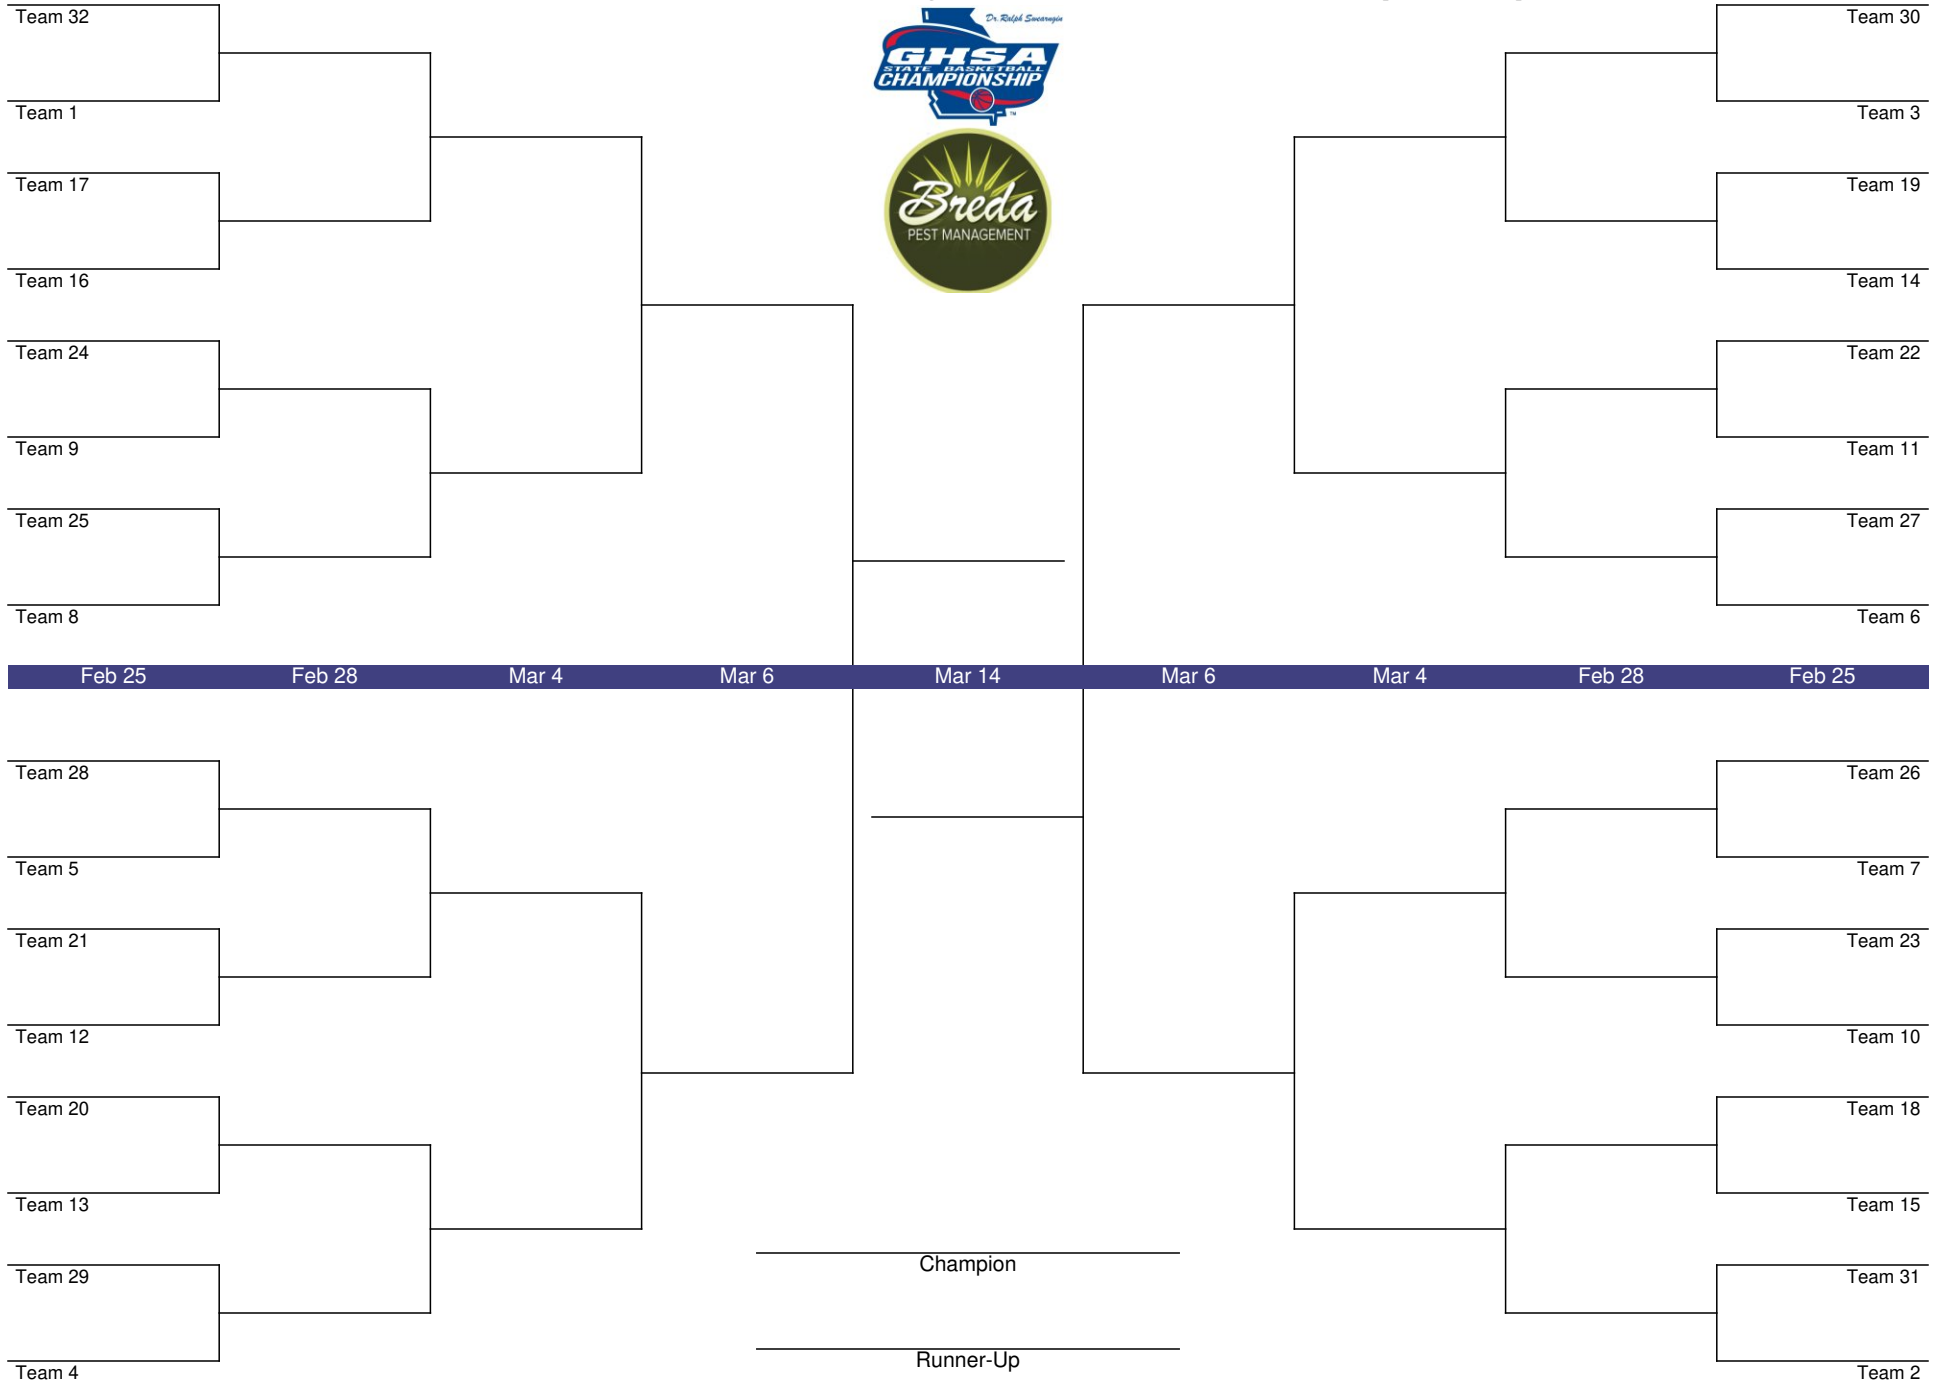 Team 32
Team 1
Team 17
Team 16
Team 24
Team 9
Team 25
Team 8
Dr. Ralph Swearngin
GHSA
STATE BASKETBALL
CHAMPIONSHIP
TM
Breda
PEST MANAGEMENT
Team 30
Team 3
Team 19
Team 14
Team 22
Team 11
Team 27
Team 6
Feb 25 Feb 28 Mar 4 Mar 6 Mar 14 Mar 6 Mar 4 Feb 28 Feb 25
Team 28
Team 5
Team 21
Team 12
Team 20
Team 13
Team 29
Team 4
Team 26
Team 7
Team 23
Team 10
Team 18
Team 15
Team 31
Team 2
Champion
Runner-Up